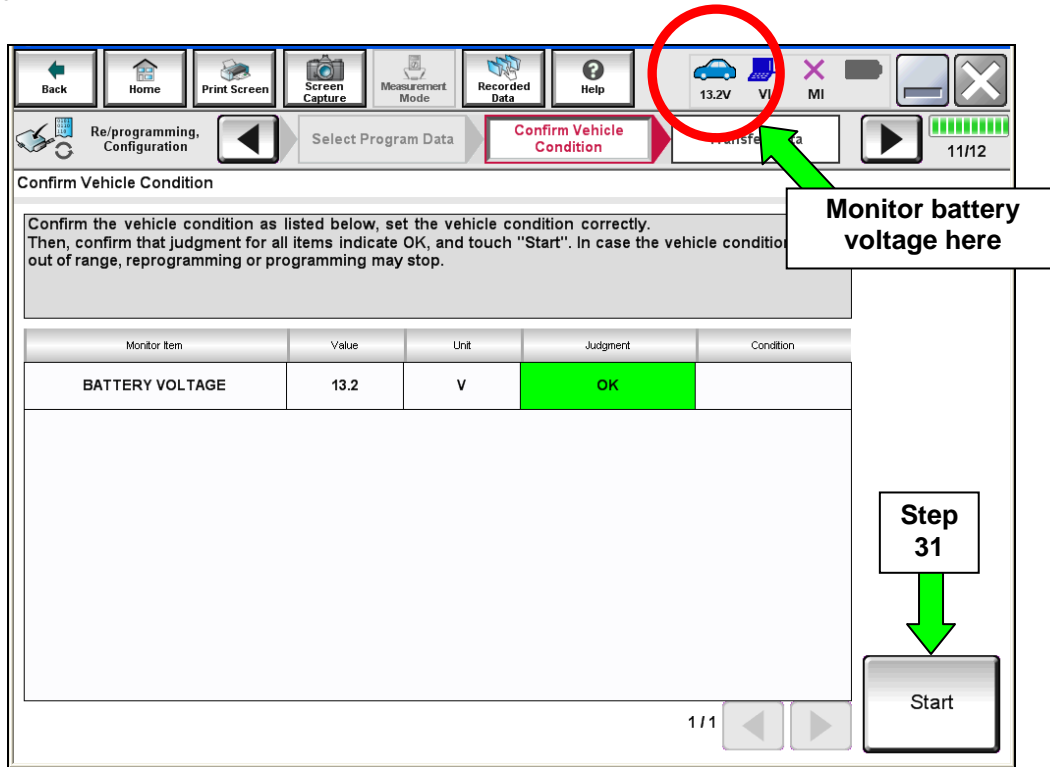 Back
Home
Print Screen
Screen
Capture
Measurement
Mode
Recorded
Data
Help
13.2V
VI
MI
Re/programming,
Configuration
Select Program Data
Confirm Vehicle
Condition
11/12
Confirm Vehicle Condition
Monitor battery
voltage here
Confirm the vehicle condition as listed below, set the vehicle condition correctly.
Then, confirm that judgment for all items indicate OK, and touch "Start". In case the vehicle condition
out of range, reprogramming or programming may stop.
Monitor Item Value Unit Judgment Condition
BATTERY VOLTAGE 13.2 V OK
Step
31
Start
1/1